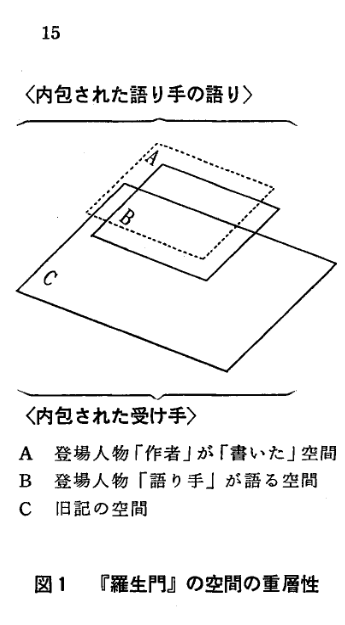 15
〈内包された語り手の語り〉
A
B
C
〈内包された受け手〉
A 登場人物「作者」が「書いた」空間
B 登場人物「語り手」が語る空間
C 旧記の空間
図1 『羅生門』の空間の重層性